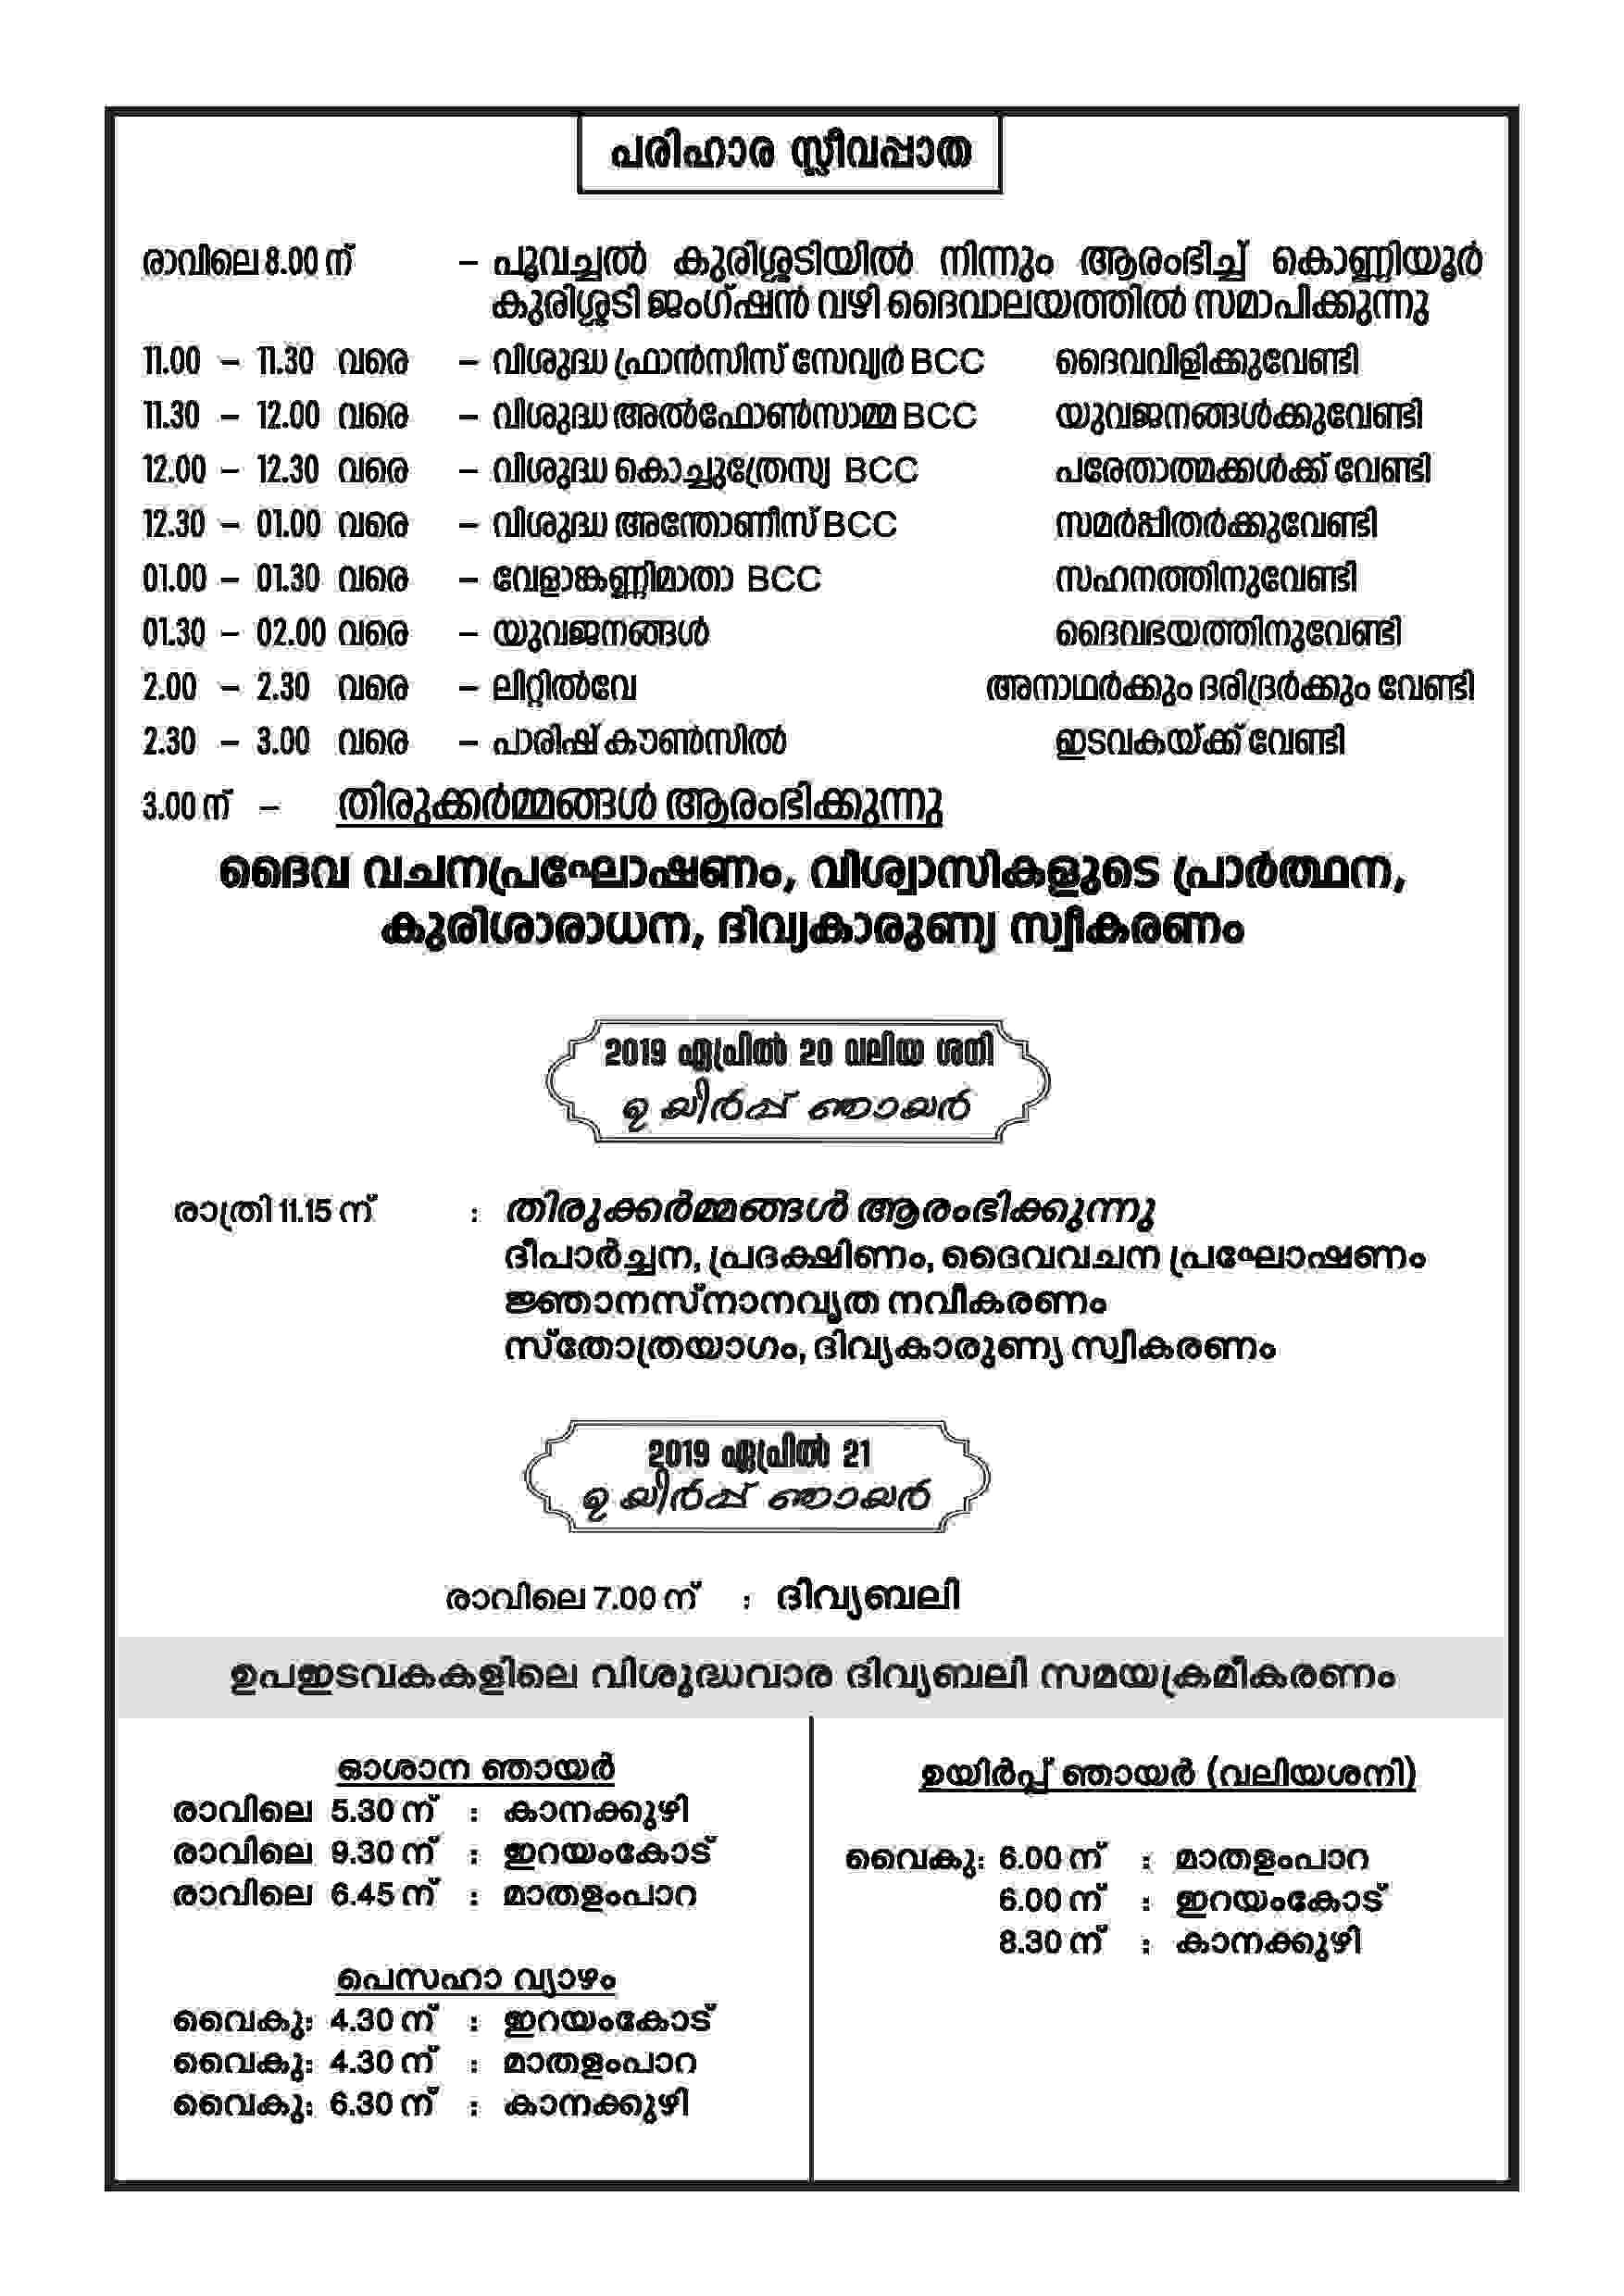 പരിഹാര സ്ലീവപ്പാത
രാവിലെ 8.00 ന് – പൂവച്ചൽ കുരിശ്ശടിയിൽ നിന്നും ആരംഭിച്ച് കൊണ്ണിയൂർ
കുരിശ്ശടി ജംഗ്ഷൻ വഴി ദൈവാലയത്തിൽ സമാപിക്കുന്നു
11.00 – 11.30 വരെ – വിശുദ്ധ ഫ്രാൻസിസ് സേവ്യർ BCC ദൈവവിളിക്കുവേണ്ടി
11.30 – 12.00 വരെ – വിശുദ്ധ അൽഫോൺസാമ്മ BCC യുവജനങ്ങൾക്കുവേണ്ടി
12.00 – 12.30 വരെ – വിശുദ്ധ കൊച്ചുത്രേസ്യ BCC പരേതാത്മക്കൾക്ക് വേണ്ടി
12.30 – 01.00 വരെ – വിശുദ്ധ അന്തോണീസ് BCC സമർപ്പിതർക്കുവേണ്ടി
01.00 – 01.30 വരെ – വേളാങ്കണ്ണിമാതാ BCC സഹനത്തിനുവേണ്ടി
01.30 – 02.00 വരെ – യുവജനങ്ങൾ ദൈവഭയത്തിനുവേണ്ടി
2.00 – 2.30 വരെ – ലിറ്റിൽവേ അനാഥർക്കും ദരിദ്രർക്കും വേണ്ടി
2.30 – 3.00 വരെ – പാരിഷ് കൗൺസിൽ ഇടവകയ്ക്ക് വേണ്ടി
3.00 ന് – തിരുക്കർമ്മങ്ങൾ ആരംഭിക്കുന്നു
ദൈവ വചനപ്രഘോഷണം, വിശ്വാസികളുടെ പ്രാർത്ഥന,
കുരിശാരാധന, ദിവ്യകാരുണ്യ സ്വീകരണം
2019 ഏപ്രിൽ 20 വലിയ ശനി
ഉയിർപ്പ് ഞായർ
രാത്രി 11.15 ന് : തിരുക്കർമ്മങ്ങൾ ആരംഭിക്കുന്നു
ദീപാർച്ചന, പ്രദക്ഷിണം, ദൈവവചന പ്രഘോഷണം
ജ്ഞാനസ്നാനവൃത നവീകരണം
സ്തോത്രയാഗം, ദിവ്യകാരുണ്യ സ്വീകരണം
2019 ഏപ്രിൽ 21
ഉയിർപ്പ് ഞായർ
രാവിലെ 7.00 ന് : ദിവ്യബലി
ഉപഇടവകകളിലെ വിശുദ്ധവാര ദിവ്യബലി സമയക്രമീകരണം
ഓശാന ഞായർ
രാവിലെ 5.30 ന് : കാനക്കുഴി
രാവിലെ 9.30 ന് : ഇറയംകോട്
രാവിലെ 6.45 ന് : മാതളംപാറ
പെസഹാ വ്യാഴം
വൈകു: 4.30 ന് : ഇറയംകോട്
വൈകു: 4.30 ന് : മാതളംപാറ
വൈകു: 6.30 ന് : കാനക്കുഴി
ഉയിർപ്പ് ഞായർ (വലിയശനി)
വൈകു: 6.00 ന് : മാതളംപാറ
6.00 ന് : ഇറയംകോട്
8.30 ന് : കാനക്കുഴി